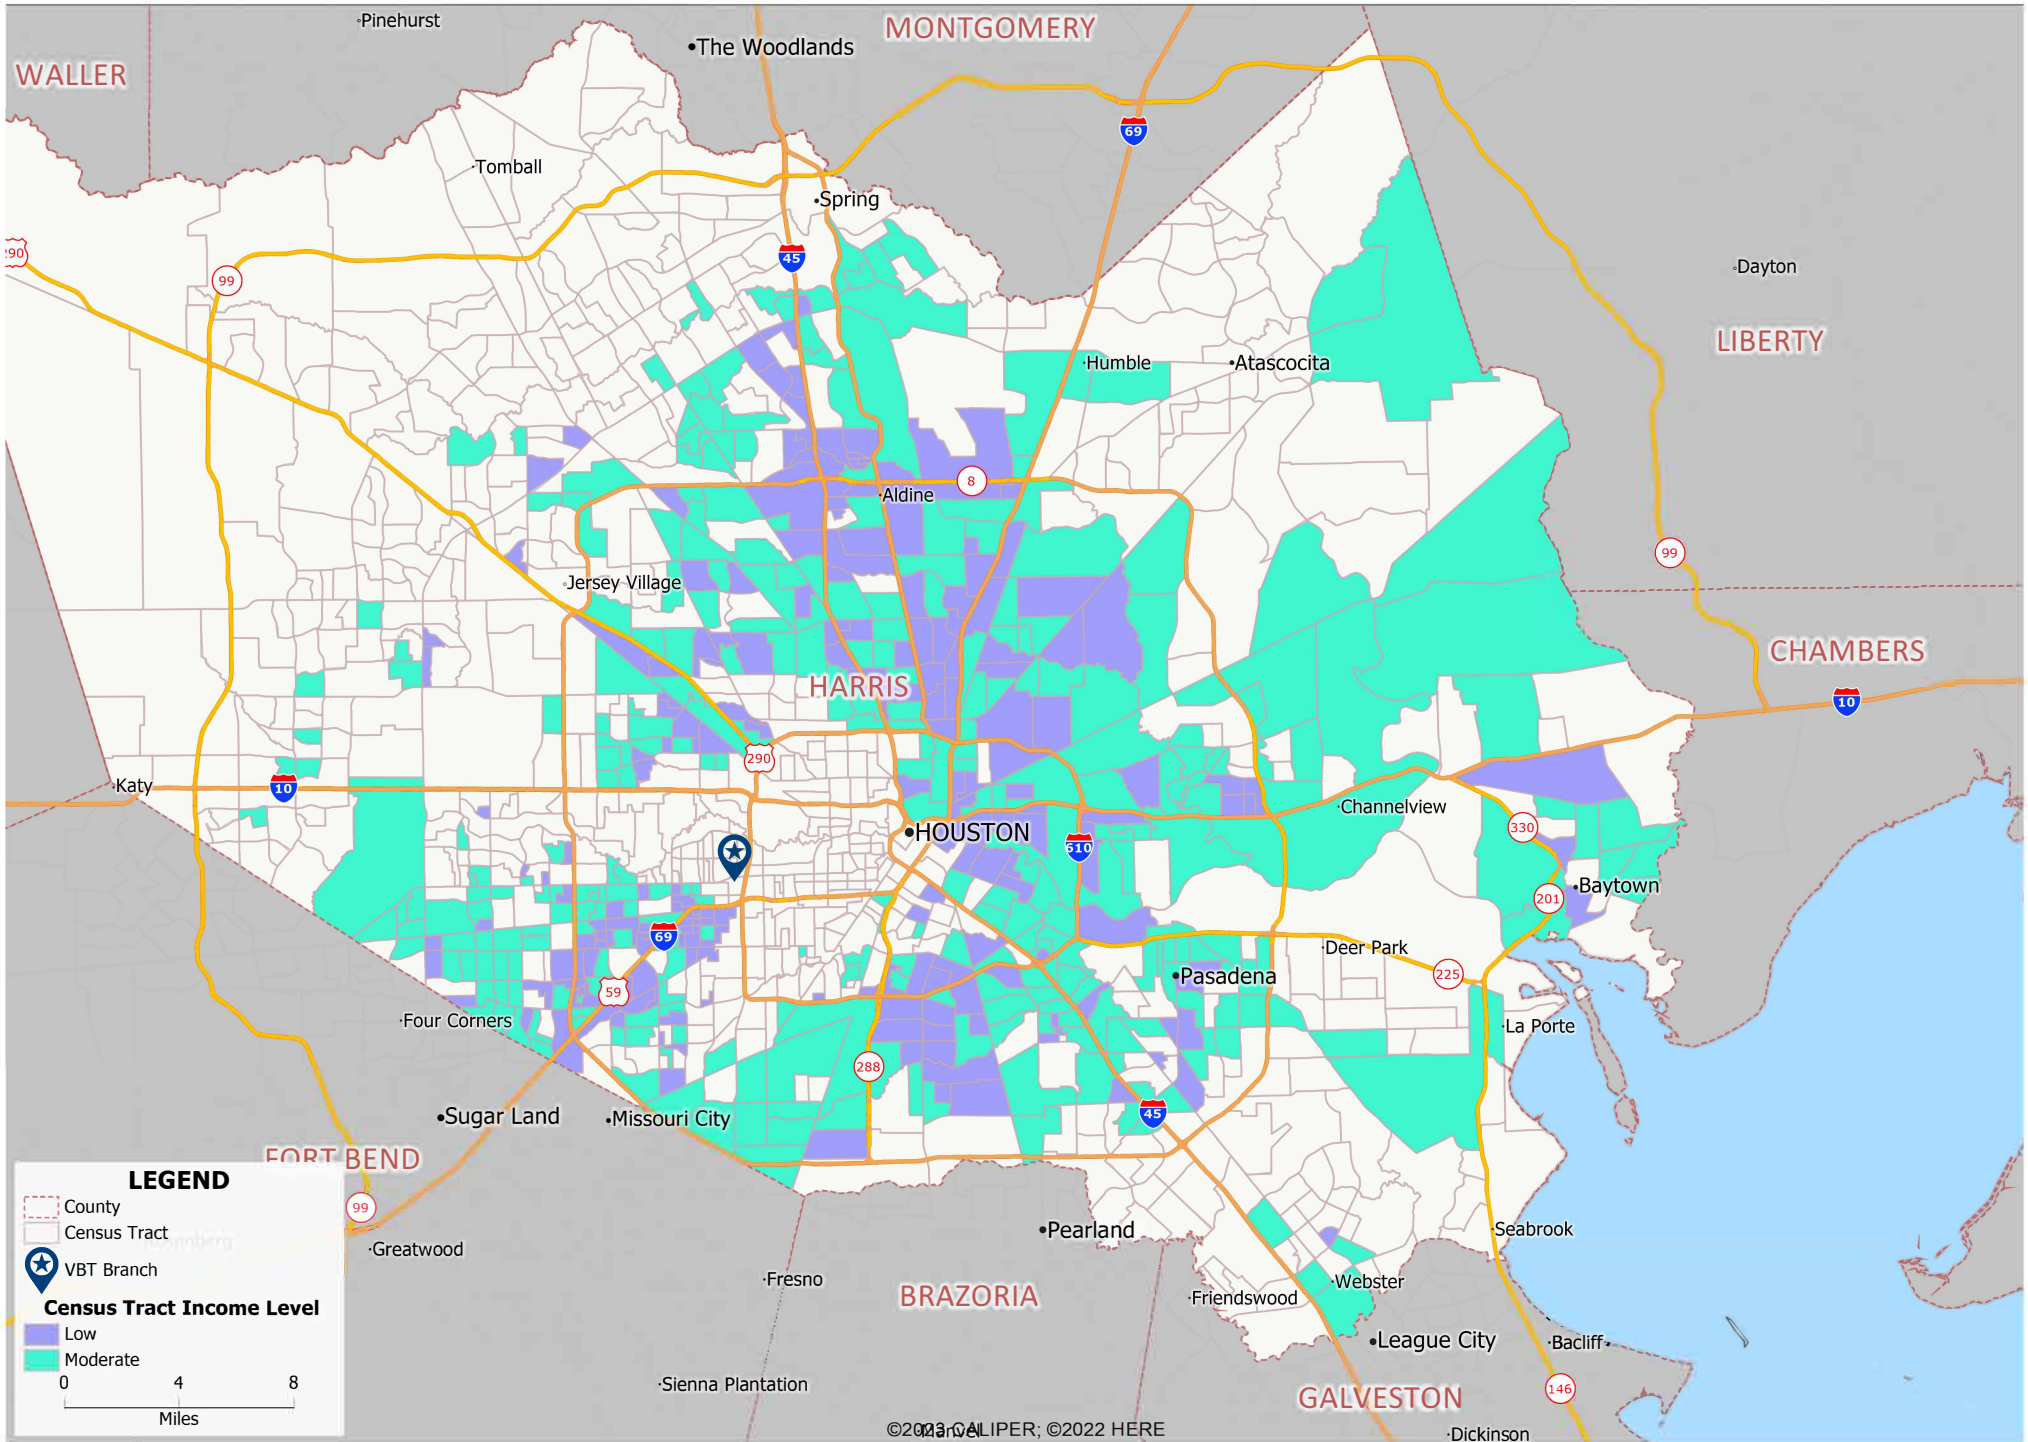 Pinehurst
MONTGOMERY
The Woodlands
WALLER
69
Tomball
Spring
290
45
99
Dayton
LIBERTY
Humble
Atascocita
8
Aldine
99
Jersey Village
CHAMBERS
HARRIS
10
290
Katy
10
Channelview
330
HOUSTON
610
Baytown
201
69
Deer Park
225
Pasadena
59
Four Corners
La Porte
288
45
Sugar Land
Missouri City
FORT BEND
LEGEND
County
99
Census Tract
Seabrook
Pearland
Greatwood
VBT Branch
Fresno
Webster
BRAZORIA
Friendswood
Census Tract Income Level
Low
League City
Bacliff
Moderate
0 4 8
Miles
Sienna Plantation
146
GALVESTON
©2023 CALIPER; ©2022 HERE
Manvel
Dickinson